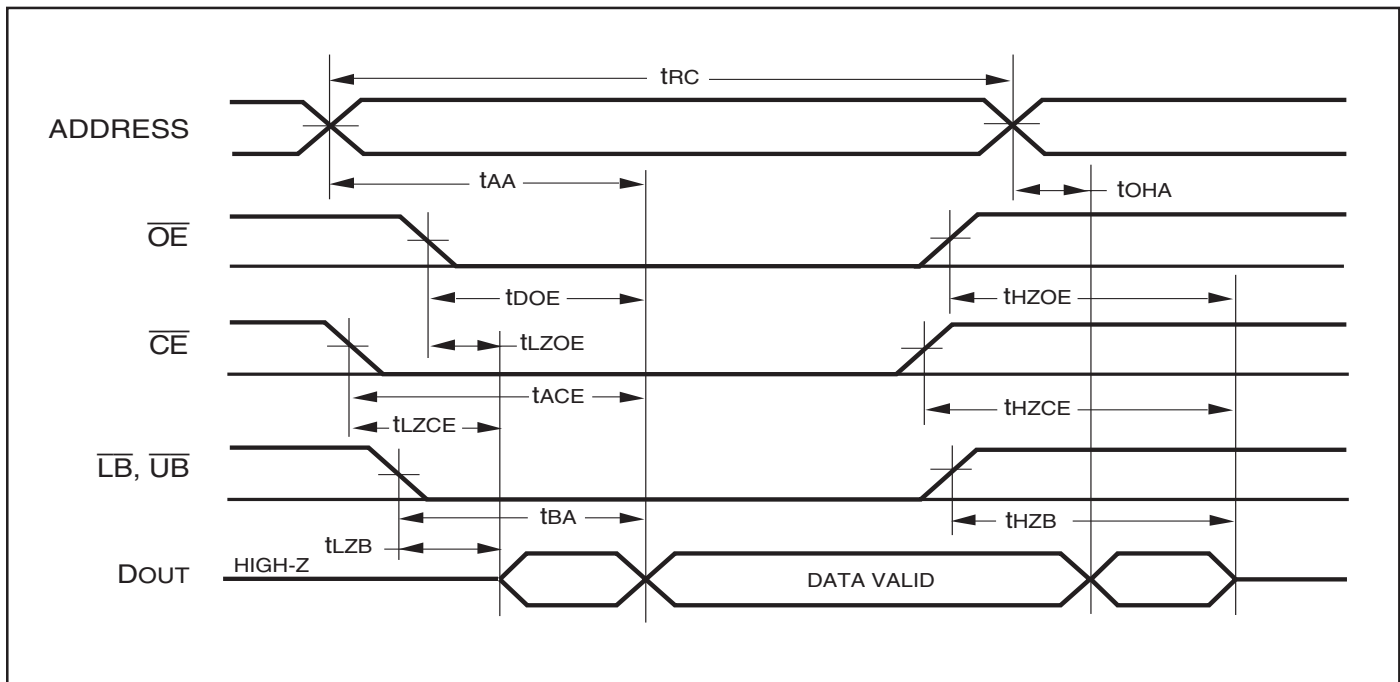 tRC
ADDRESS
tAA
tOHA
OE
tDOE
tHZOE
CE
tLZOE
tACE
tHZCE
tLZCE
LB, UB
tBA
tHZB
tLZB
DOUT
HIGH-Z
DATA VALID